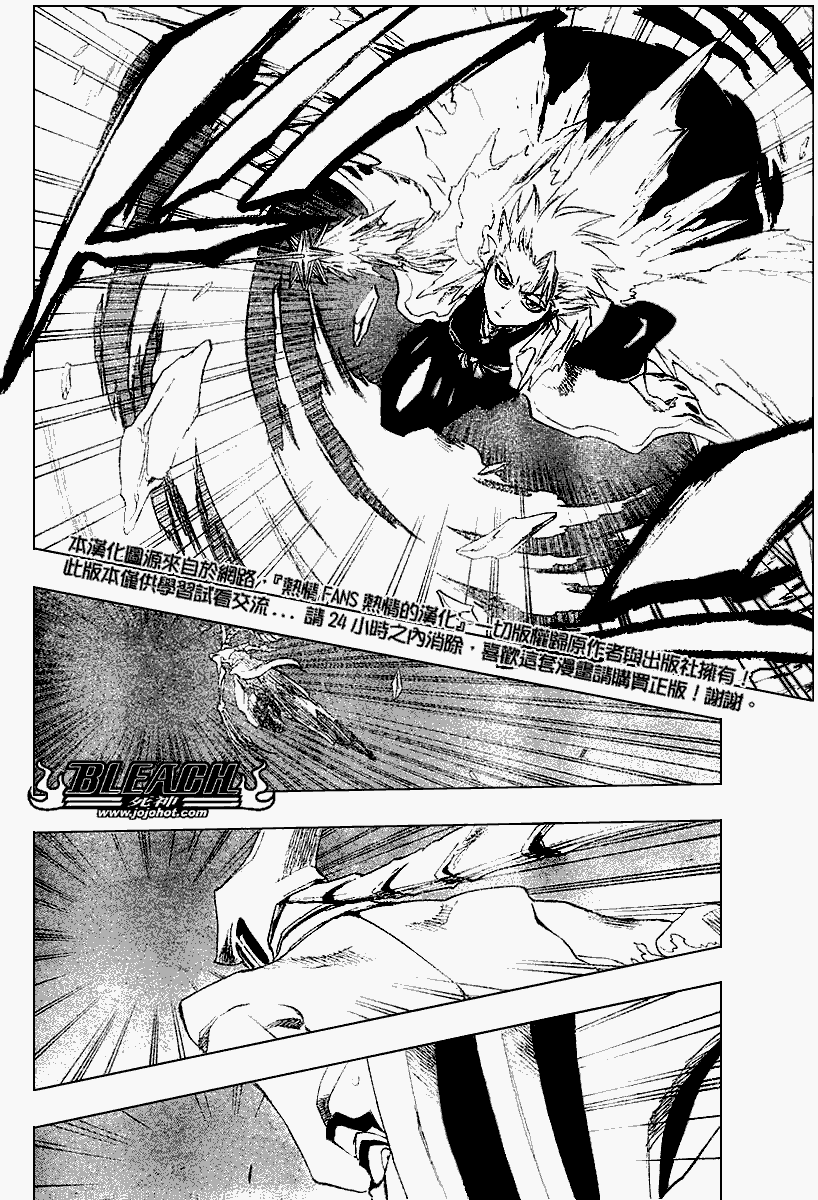 本漢化圖源來自於網路，『熱情FANS熱情的漢化』一切版權歸原作者與出版社擁有！
此版本僅供學習試看交流... 請24小時之內消除，喜歡這套漫畫請購買正版！謝謝。
BLEACH
死神
www.jojohot.com